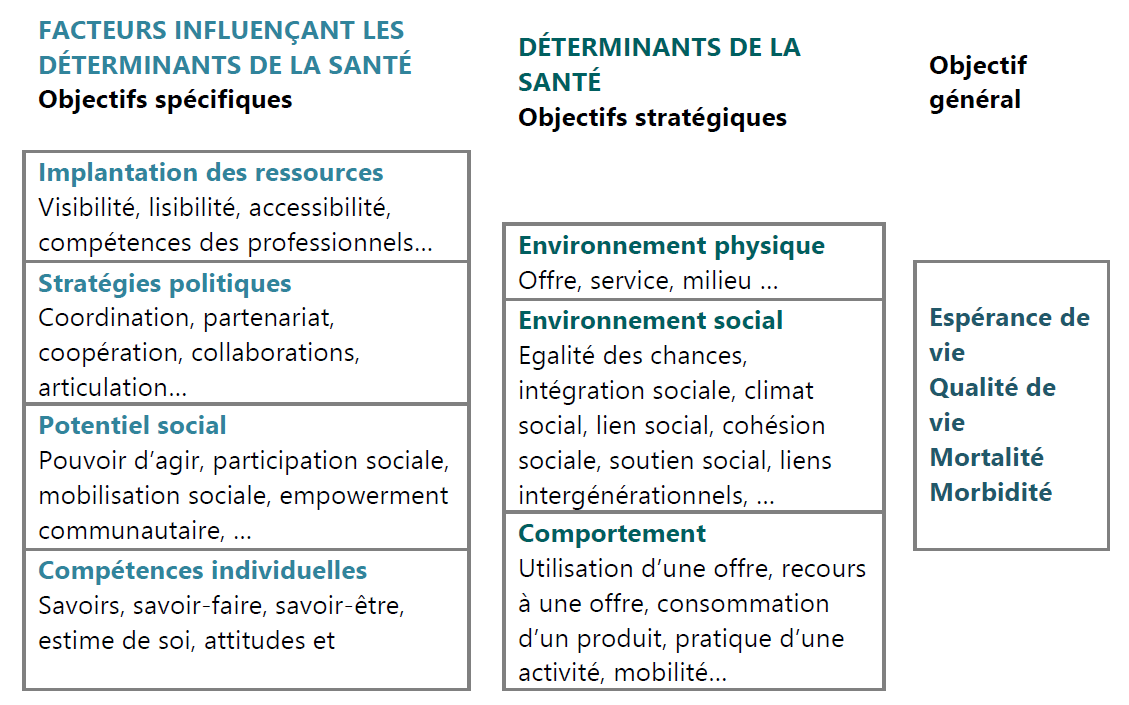 FACTEURS INFLUENÇANT LES
DÉTERMINANTS DE LA SANTÉ
Objectifs spécifiques
Implantation des ressources
Visibilité, lisibilité, accessibilité,
compétences des professionnels...
Stratégies politiques
Coordination, partenariat,
coopération, collaborations,
articulation...
Potentiel social
Pouvoir d’agir, participation sociale,
mobilisation sociale, empowerment
communautaire, ...
Compétences individuelles
Savoirs, savoir-faire, savoir-être,
estime de soi, attitudes et
DÉTERMINANTS DE LA
SANTÉ
Objectifs stratégiques
Environnement physique
Offre, service, milieu ...
Environnement social
Egalité des chances,
intégration sociale, climat
social, lien social, cohésion
sociale, soutien social, liens
intergénérationnels, ...
Comportement
Utilisation d’une offre, recours
à une offre, consommation
d’un produit, pratique d’une
activité, mobilité...
Objectif
général
Espérance de
vie
Qualité de
vie
Mortalité
Morbidité